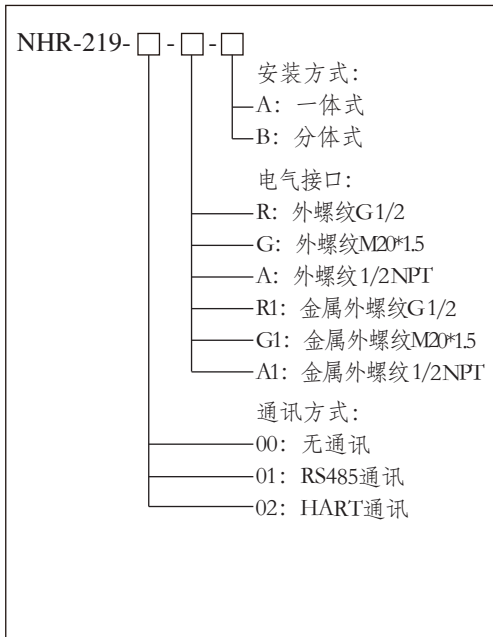 NHR-219-□-□-□
安装方式：
A：一体式
B：分体式
电气接口：
R：外螺纹G1/2
G：外螺纹M20*1.5
A：外螺纹1/2NPT
R1：金属外螺纹G1/2
G1：金属外螺纹M20*1.5
A1：金属外螺纹1/2NPT
通讯方式：
00：无通讯
01：RS485通讯
02：HART通讯